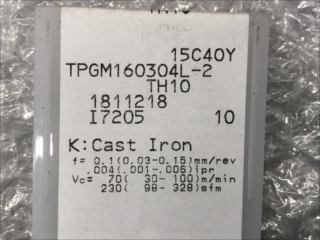 15C40Y
TPGM160304L-2
TH10
1811218
I7205 10
K:Cast Iron
f= 0.1(0.03-0.15)mm/rev
.004(.001-.006)ipr
Vc= 70( 30- 100)m/min
230( 98- 328)sfm